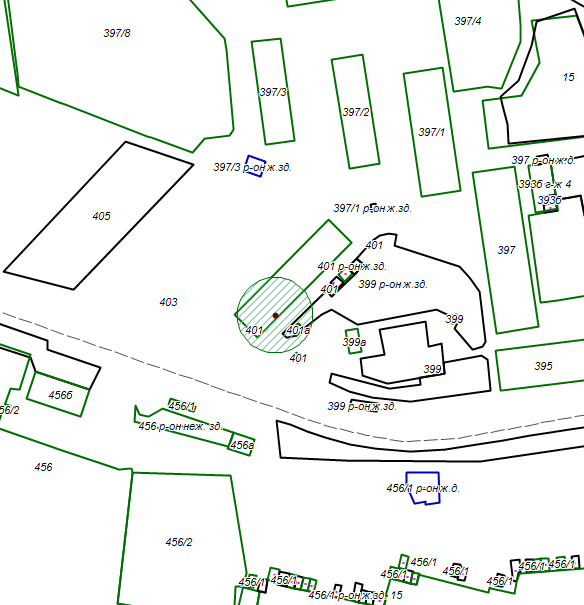 397/8
397/4
15
397/3
397/2
397/1
397/3 р-он ж.зд.
397 р-он ж.д.
393б г-ж 4
393б
397/1 р-он ж.зд.
405
401
397
401 р-он ж.зд.
399 р-он ж.зд.
401
403
399
401
401а
399а
401
399
395
456б
399 р-он ж.зд.
456/1
456/2
456 р-он неж. зд.
456а
456
456/1 р-он ж.д.
456/2
456/1
456/1
456/1
456/1
456/1
456/1
456/1
456/1
456/1 р-он ж.зд. 15